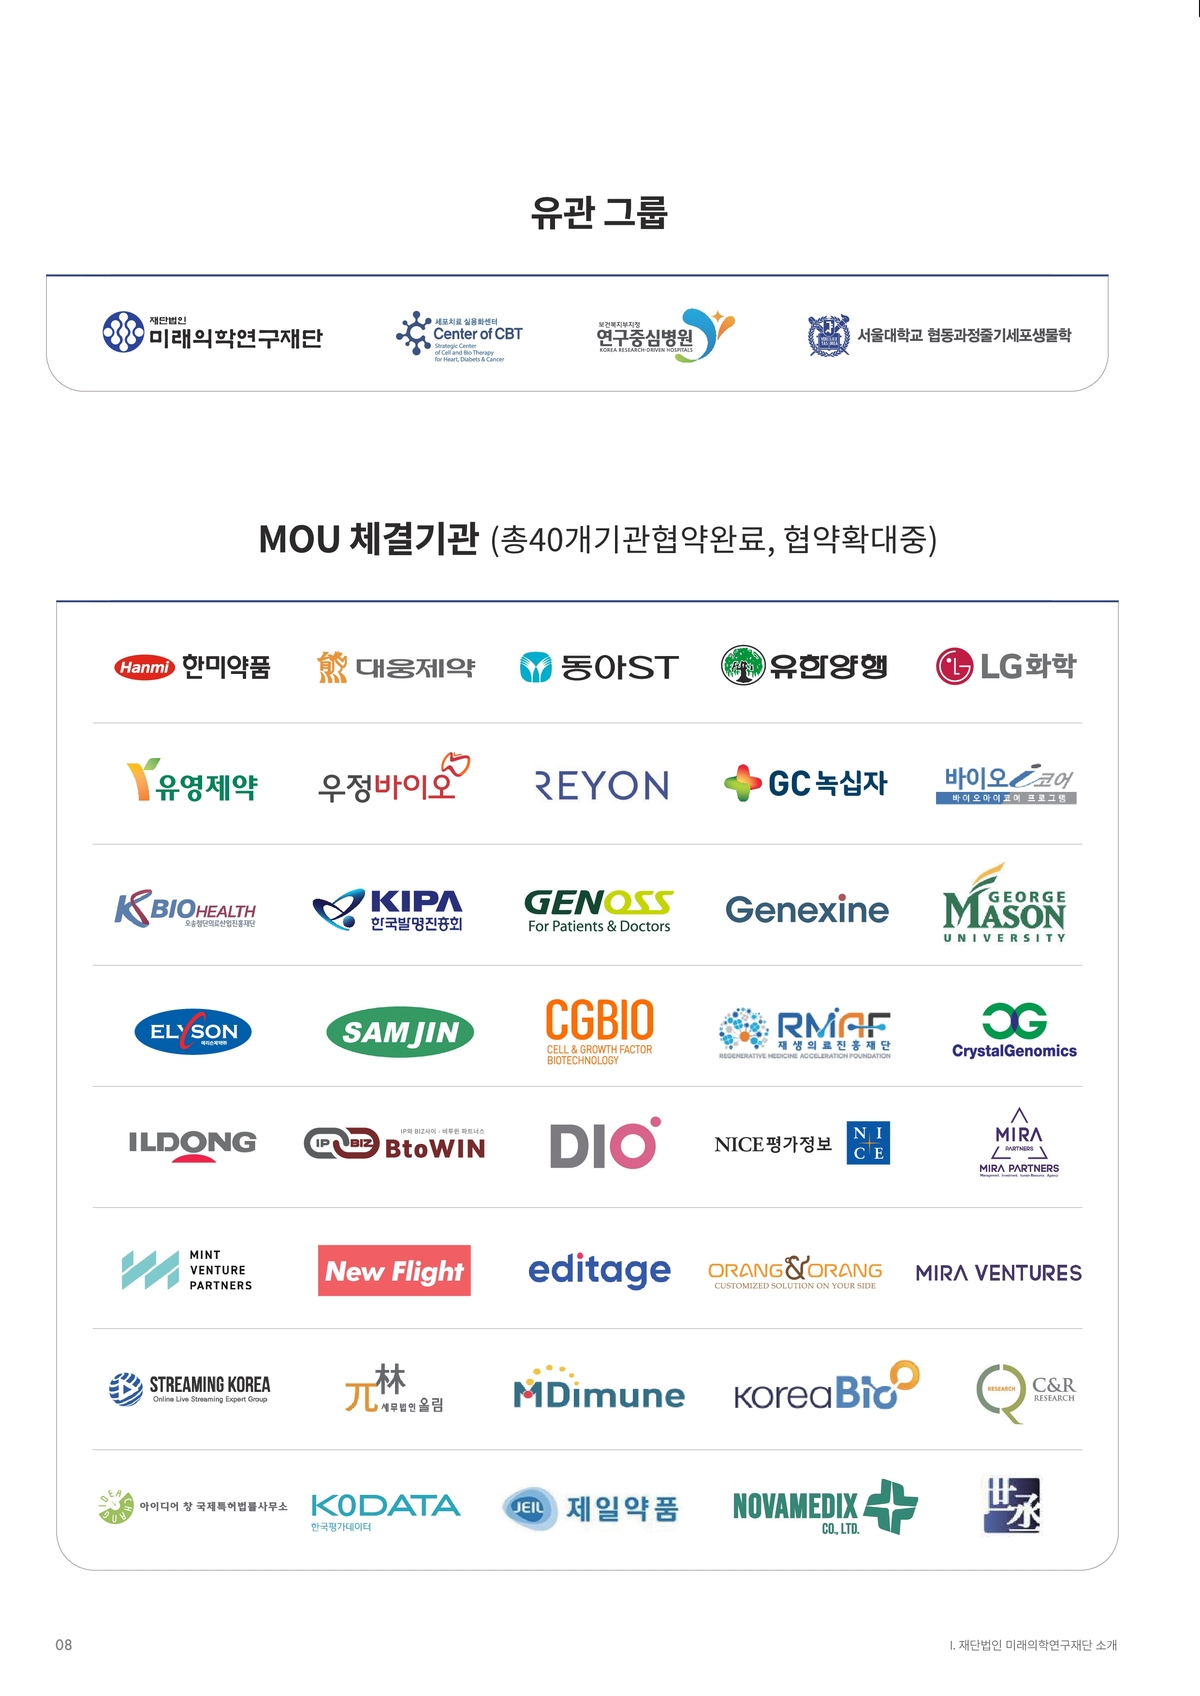 유관 그룹
재단법인
미래의학연구재단
세포치료 실용화센터
Center of CBT
Strategic Center
of Cell and Bio Therapy
for Heart, Diabets & Cancer
보건복지부지정
연구중심병원
KOREA RESEARCH-DRIVEN HOSPITALS
서울대학교 협동과정줄기세포생물학
MOU 체결기관 (총40개기관협약완료, 협약확대중)
Hanmi 한미약품
대웅제약
동아ST
유한양행
LG화학
유영제약
우정바이오
REYON
GC녹십자
바이오i코어
바이오아이코어 프로그램
KBIOHEALTH
오송첨단의료산업진흥재단
KIPA
한국발명진흥회
GENOSS
For Patients & Doctors
Genexine
GEORGE
MASON
UNIVERSITY
ELYSON
SAMJIN
CGBIO
CELL & GROWTH FACTOR
BIOTECHNOLOGY
RMAF
재생의료진흥재단
REGENERATIVE MEDICINE ACCELERATION FOUNDATION
CrystalGenomics
ILDONG
IP와 BIZ사이 - 비투윈 파트너스
IP BIZ BtoWIN
DIO
NICE평가정보
NI
CE
MIRA
PARTNERS
MIRA PARTNERS
MINT
VENTURE
PARTNERS
New Flight
editage
ORANG&ORANG
CUSTOMIZED SOLUTION ON YOUR SIDE
MIRA VENTURES
STREAMING KOREA
Online Live Streaming Expert Group
林
세무법인 올림
MDimune
KoreaBio
RESEARCH
C&R
RESEARCH
IDEA CHANG
아이디어 창 국제특허법률사무소
KODATA
한국평가데이터
JEIL 제일약품
NOVAMEDIX
CO., LTD.
世丞
08
I. 재단법인 미래의학연구재단 소개